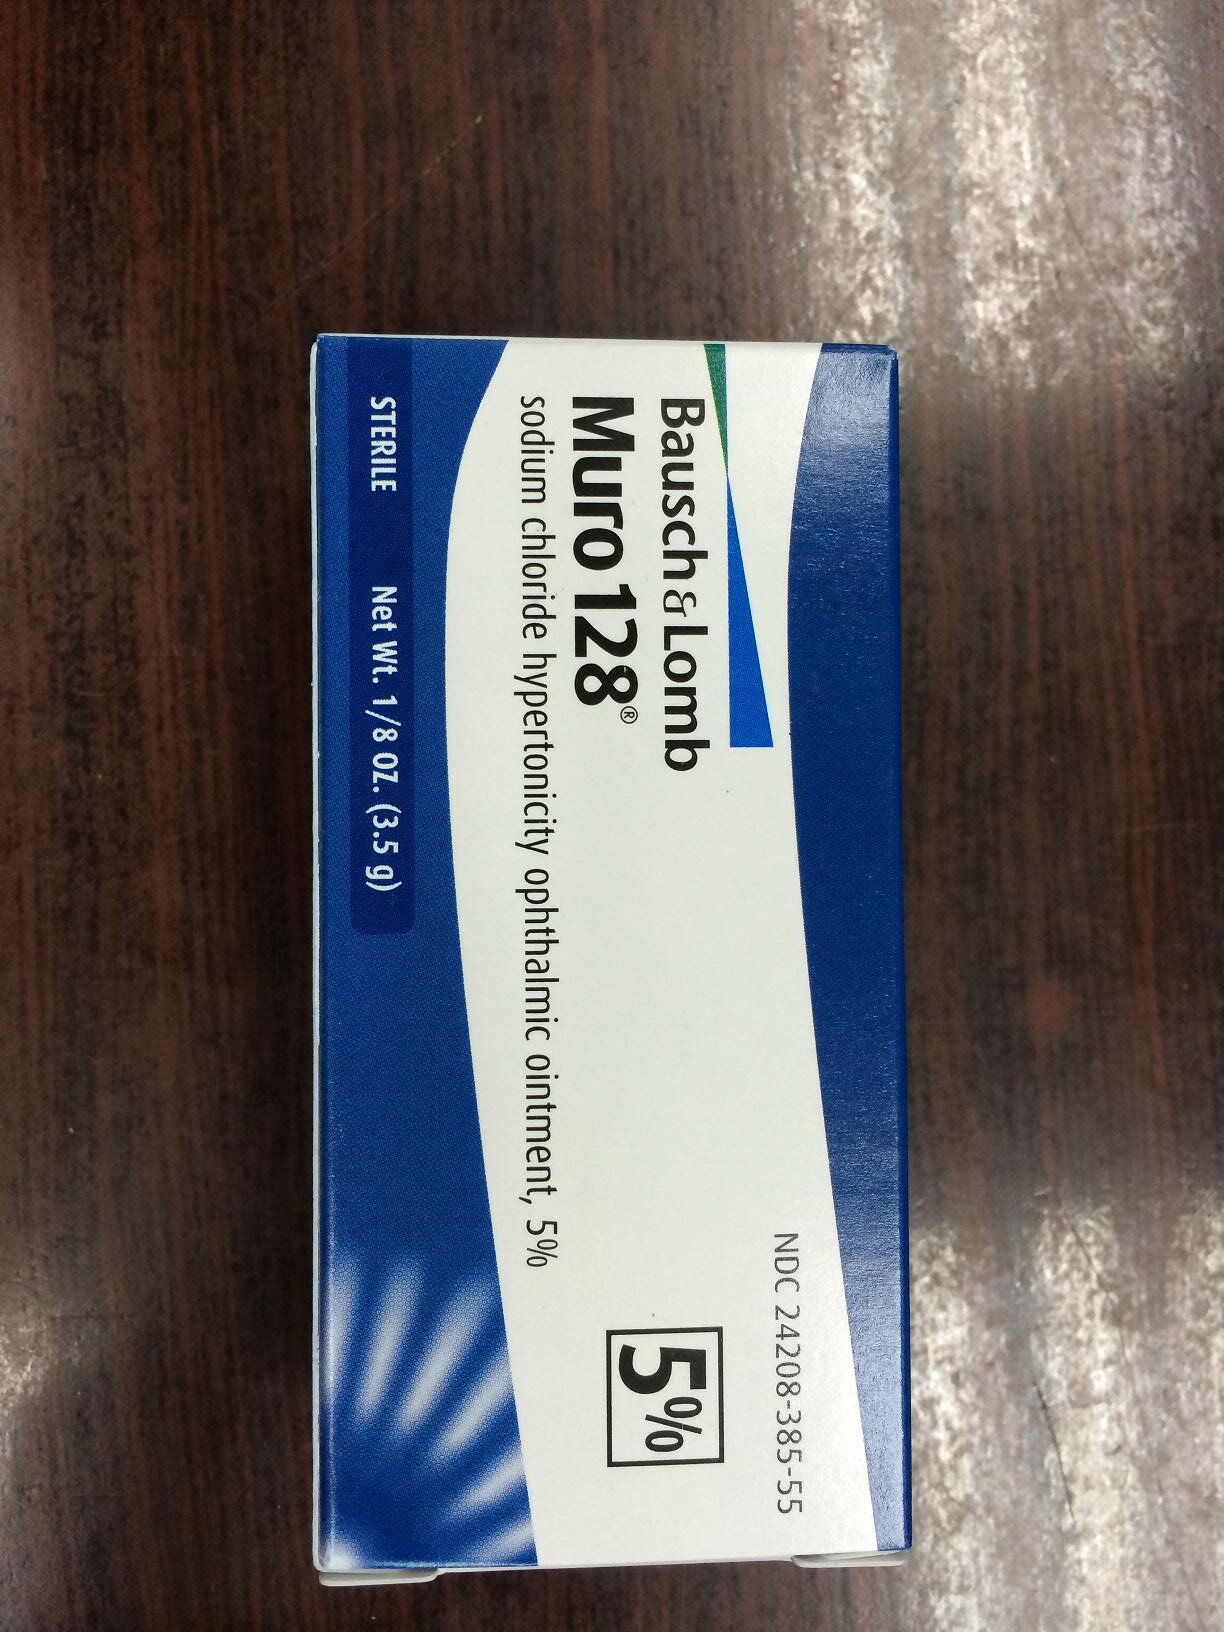 NDC 24208-385-55
Bausch & Lomb
Muro 128®
5%
sodium chloride hypertonicity ophthalmic ointment, 5%
STERILE Net Wt. 1/8 oz. (3.5 g)